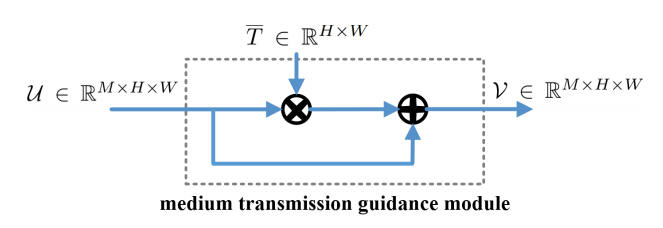 T̅ ∈ ℝ^{H×W}
𝒰 ∈ ℝ^{M×H×W}
𝒱 ∈ ℝ^{M×H×W}
medium transmission guidance module